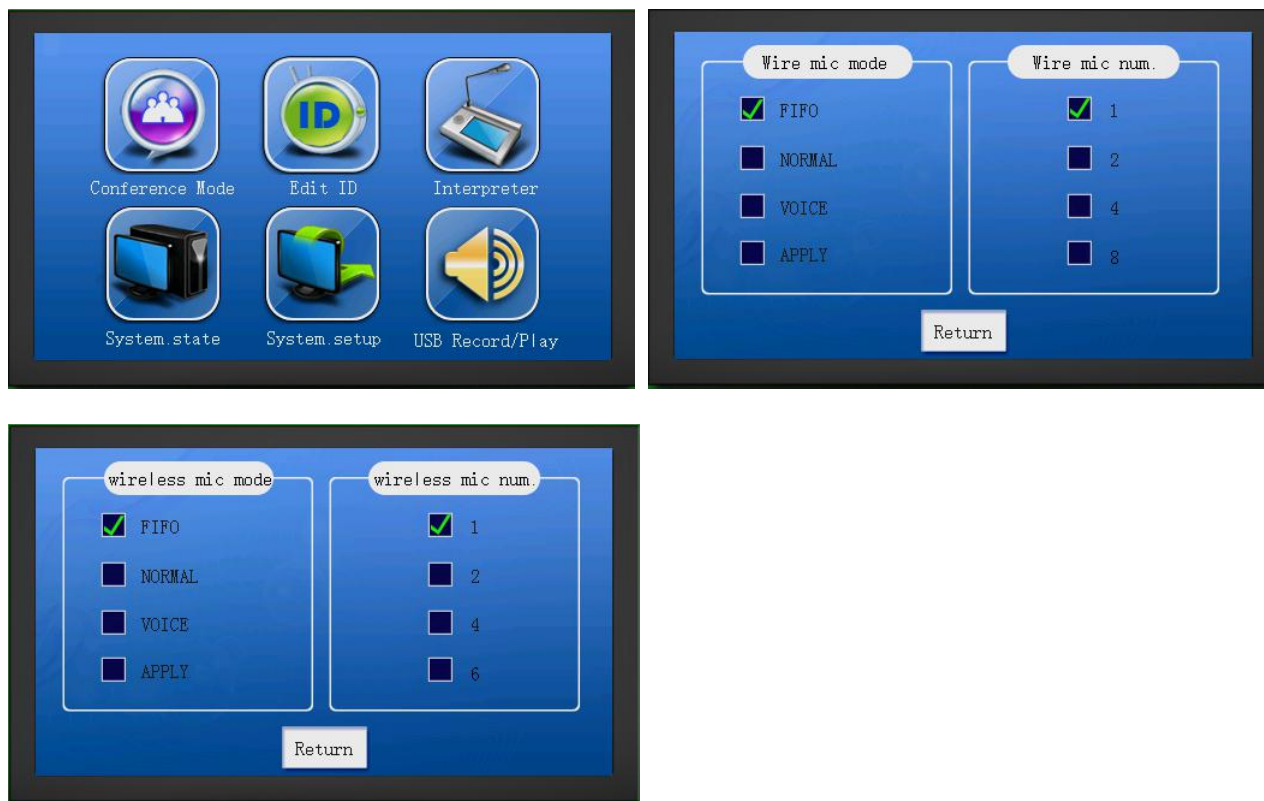 ID
Conference Mode Edit ID Interpreter
System.state System.setup USB Record/Play
Wire mic mode Wire mic num.
FIFO 1
NORMAL 2
VOICE 4
APPLY 8
Return
wireless mic mode wireless mic num.
FIFO 1
NORMAL 2
VOICE 4
APPLY 6
Return